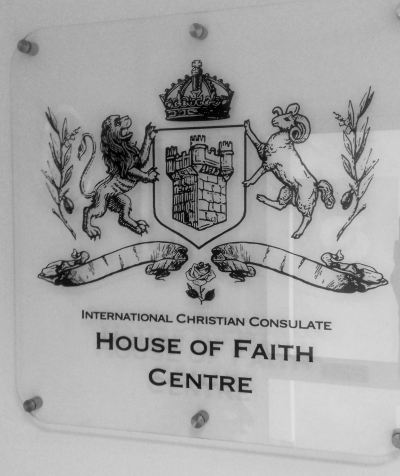 INTERNATIONAL CHRISTIAN CONSULATE
HOUSE OF FAITH
CENTRE